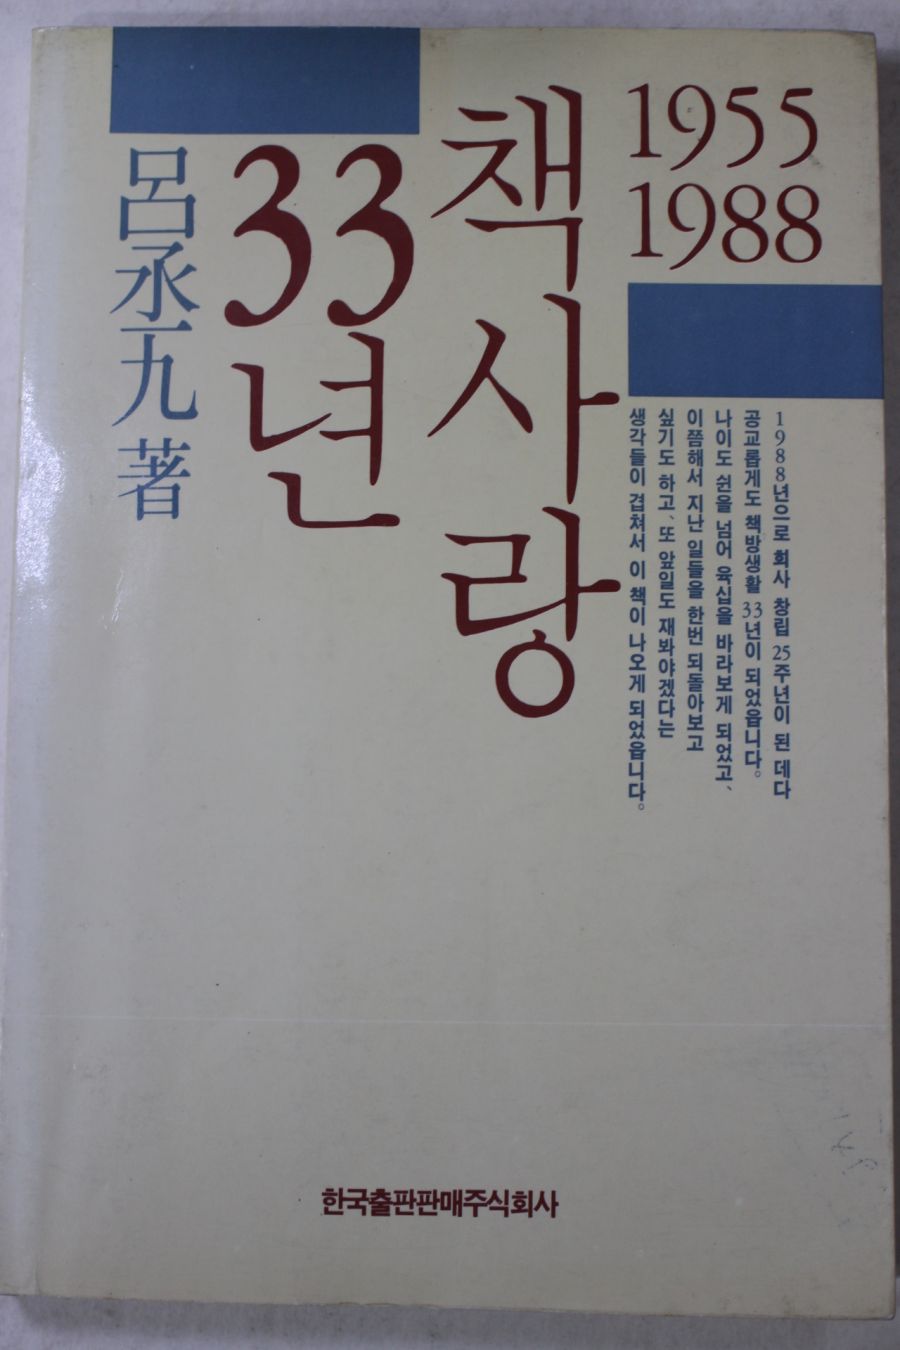 1955
1988
책사랑
33년
呂丞九 著
1988년으로 회사 창립 25주년이 된 데다
공교롭게도 책방생활 33년이 되었읍니다。
나이도 쉰을 넘어 육십을 바라보게 되었고、
이쯤해서 지난 일들을 한번 되돌아보고
싶기도 하고、또 앞일도 재봐야겠다는
생각들이 겹쳐서 이 책이 나오게 되었읍니다。
한국출판판매주식회사